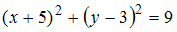 (x + 5)² + (y − 3)² = 9